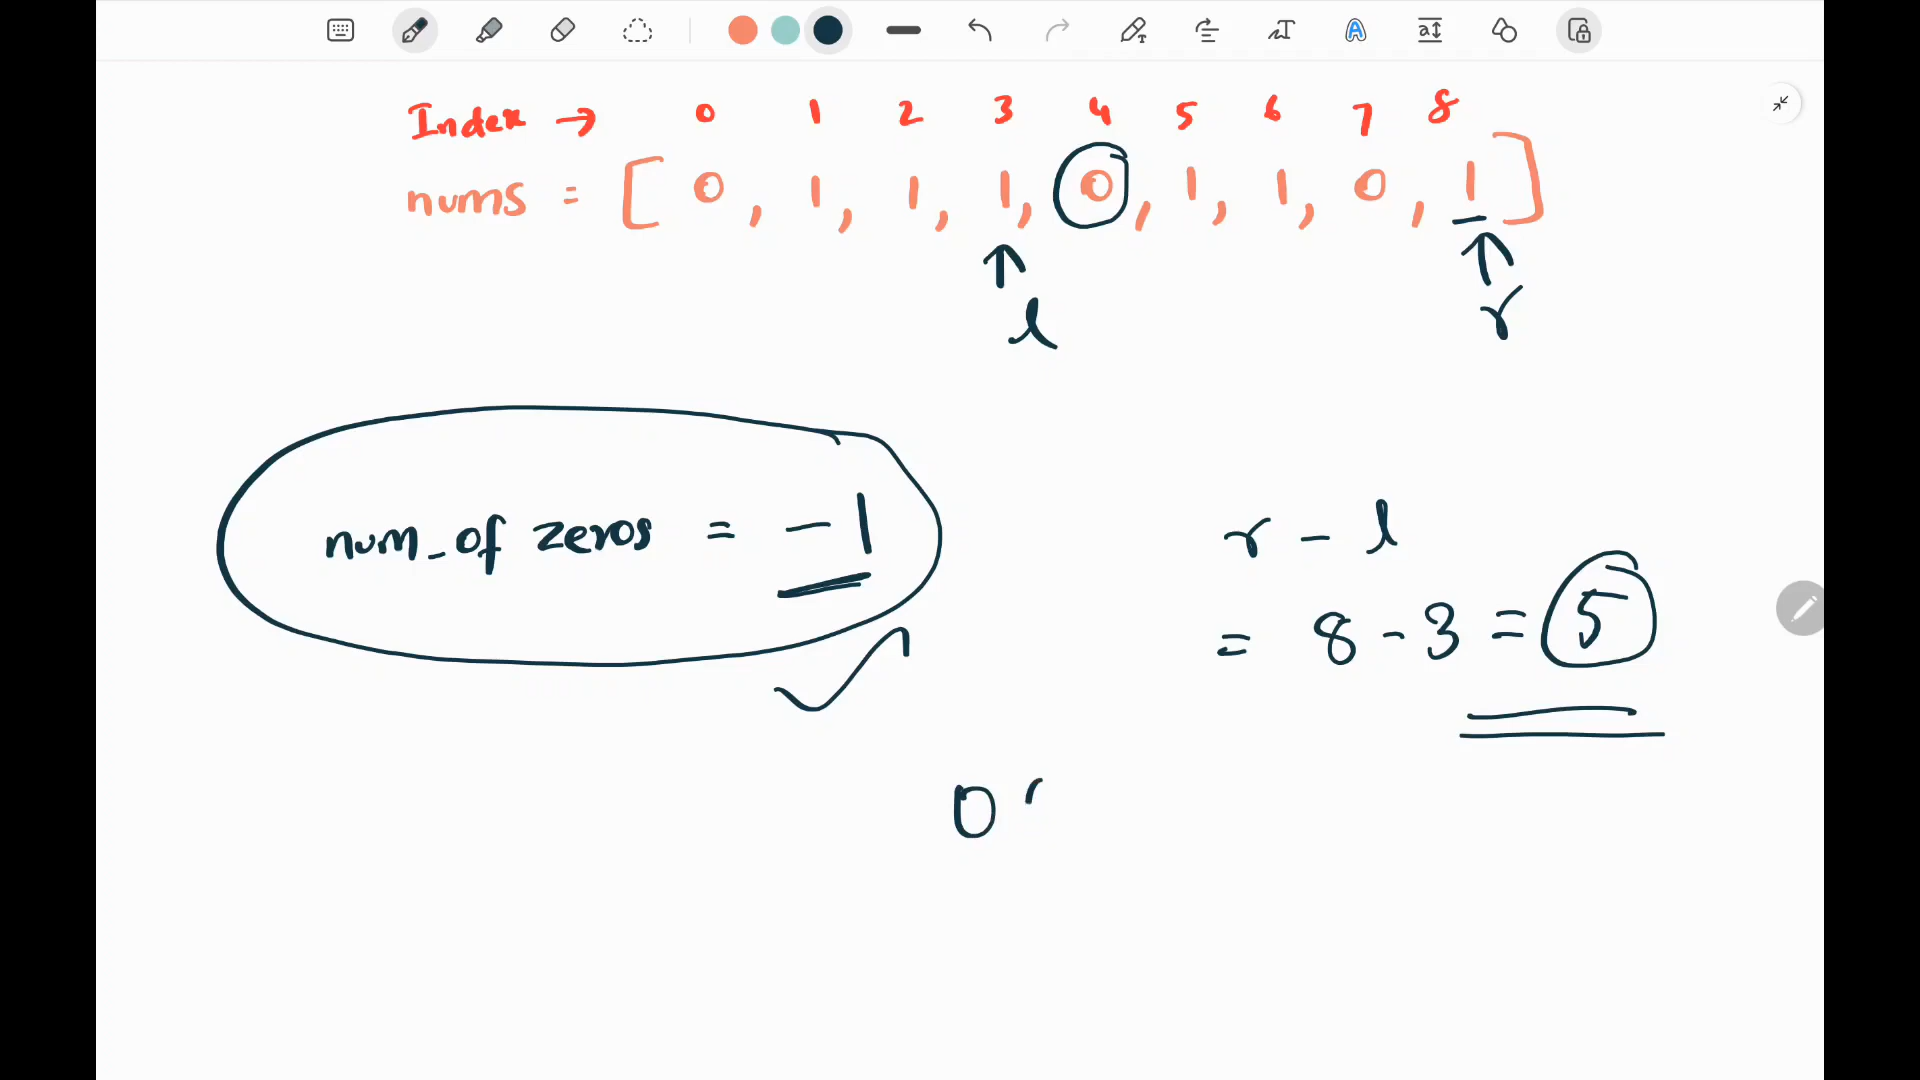 Index → 0 1 2 3 4 5 6 7 8
nums = [ 0 , 1 , 1 , 1 , 0 , 1 , 1 , 0 , 1 ]
l
r
num_of zeros = -1
r - l
= 8 - 3 = 5
0